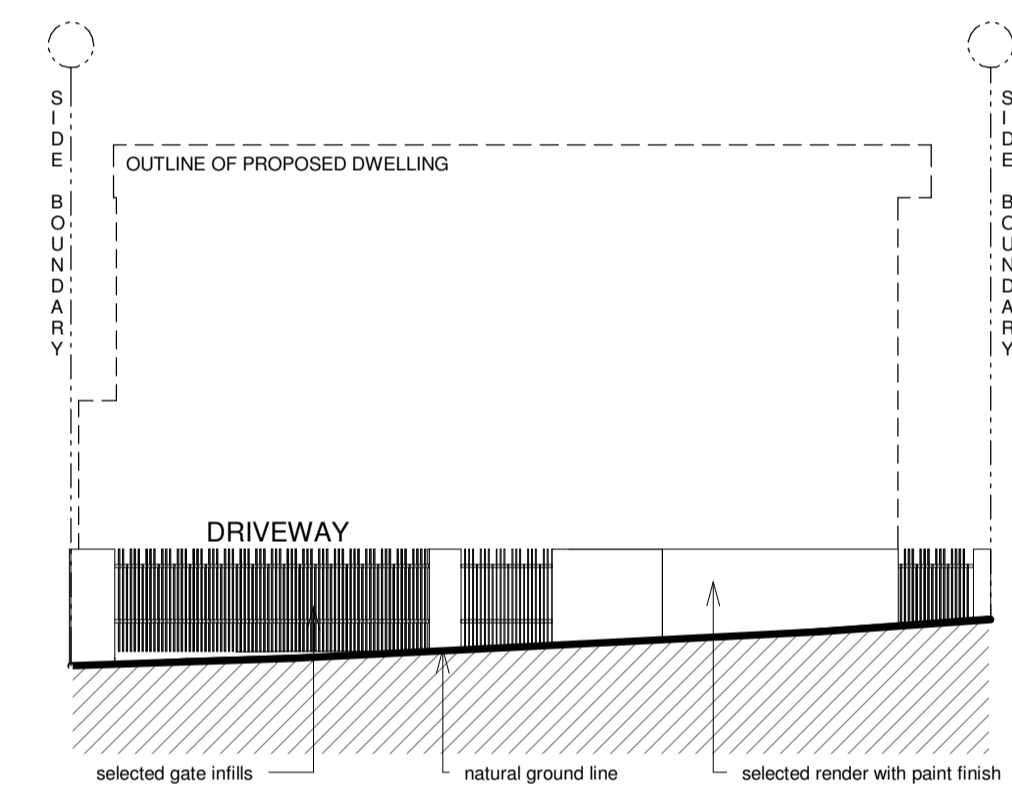 SIDE BOUNDARY
SIDE BOUNDARY
OUTLINE OF PROPOSED DWELLING
DRIVEWAY
selected gate infills
natural ground line
selected render with paint finish